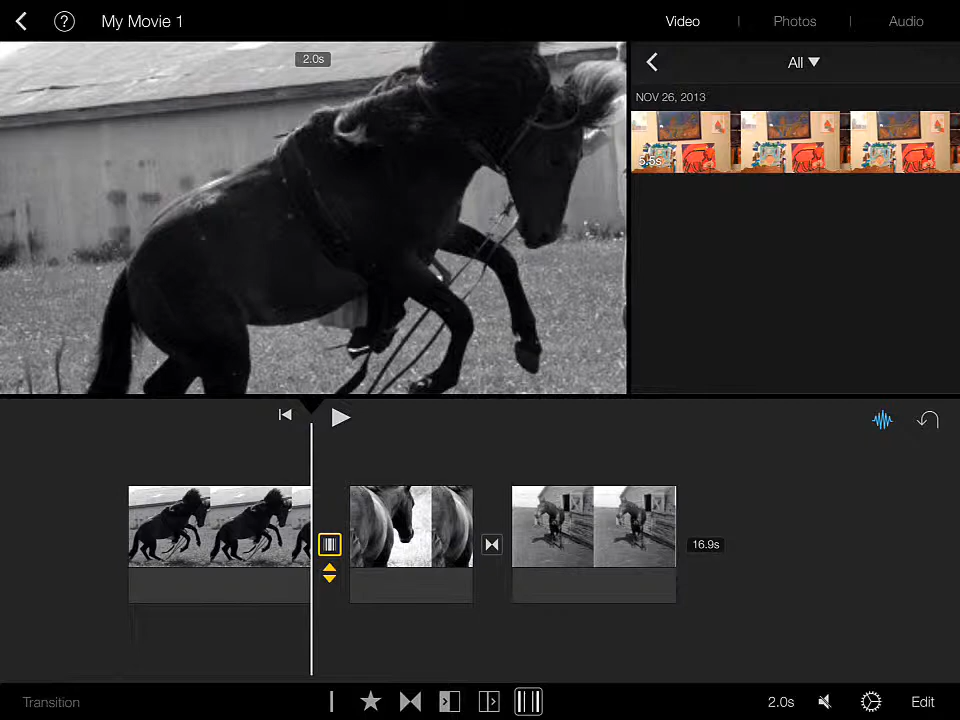 ? My Movie 1 Video | Photos | Audio
2.0s
All ▼
NOV 26, 2013
5.5s
16.9s
Transition 2.0s Edit